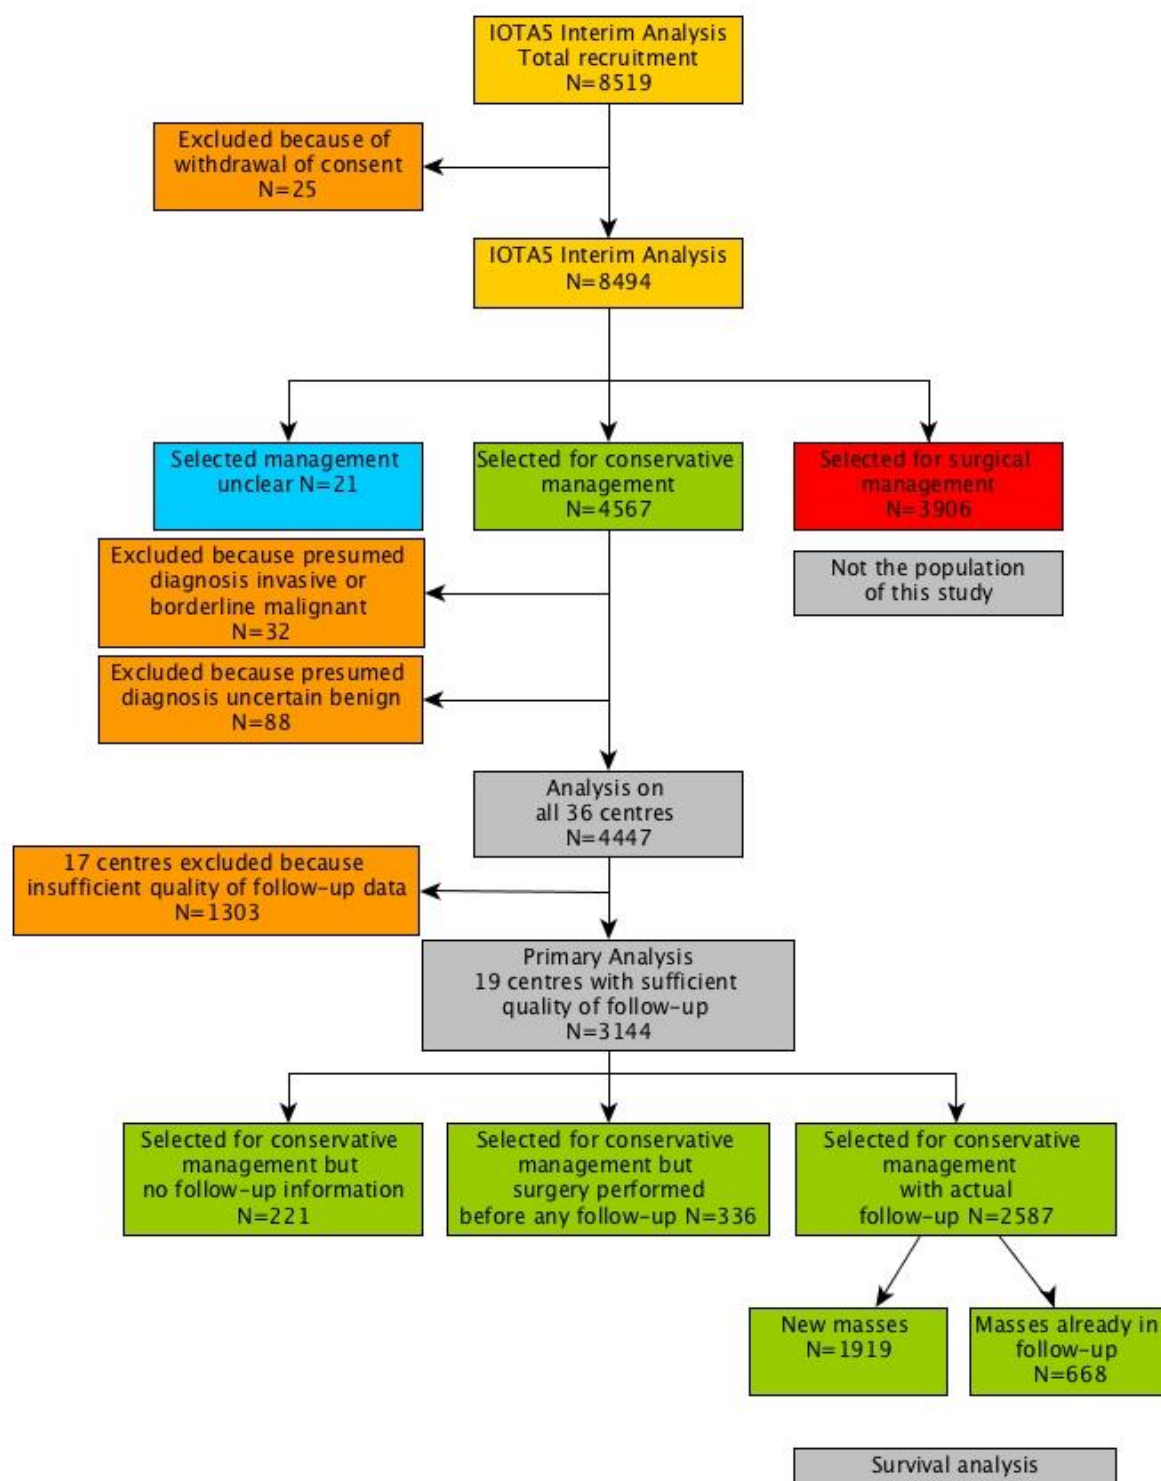 IOTA5 Interim Analysis
Total recruitment
N=8519
Excluded because of
withdrawal of consent
N=25
IOTA5 Interim Analysis
N=8494
Selected management
unclear N=21
Selected for conservative
management
N=4567
Selected for surgical
management
N=3906
Excluded because presumed
diagnosis invasive or
borderline malignant
N=32
Not the population
of this study
Excluded because presumed
diagnosis uncertain benign
N=88
Analysis on
all 36 centres
N=4447
17 centres excluded because
insufficient quality of follow-up data
N=1303
Primary Analysis
19 centres with sufficient
quality of follow-up
N=3144
Selected for conservative
management but
no follow-up information
N=221
Selected for conservative
management but
surgery performed
before any follow-up N=336
Selected for conservative
management
with actual
follow-up N=2587
New masses
N=1919
Masses already in
follow-up
N=668
Survival analysis